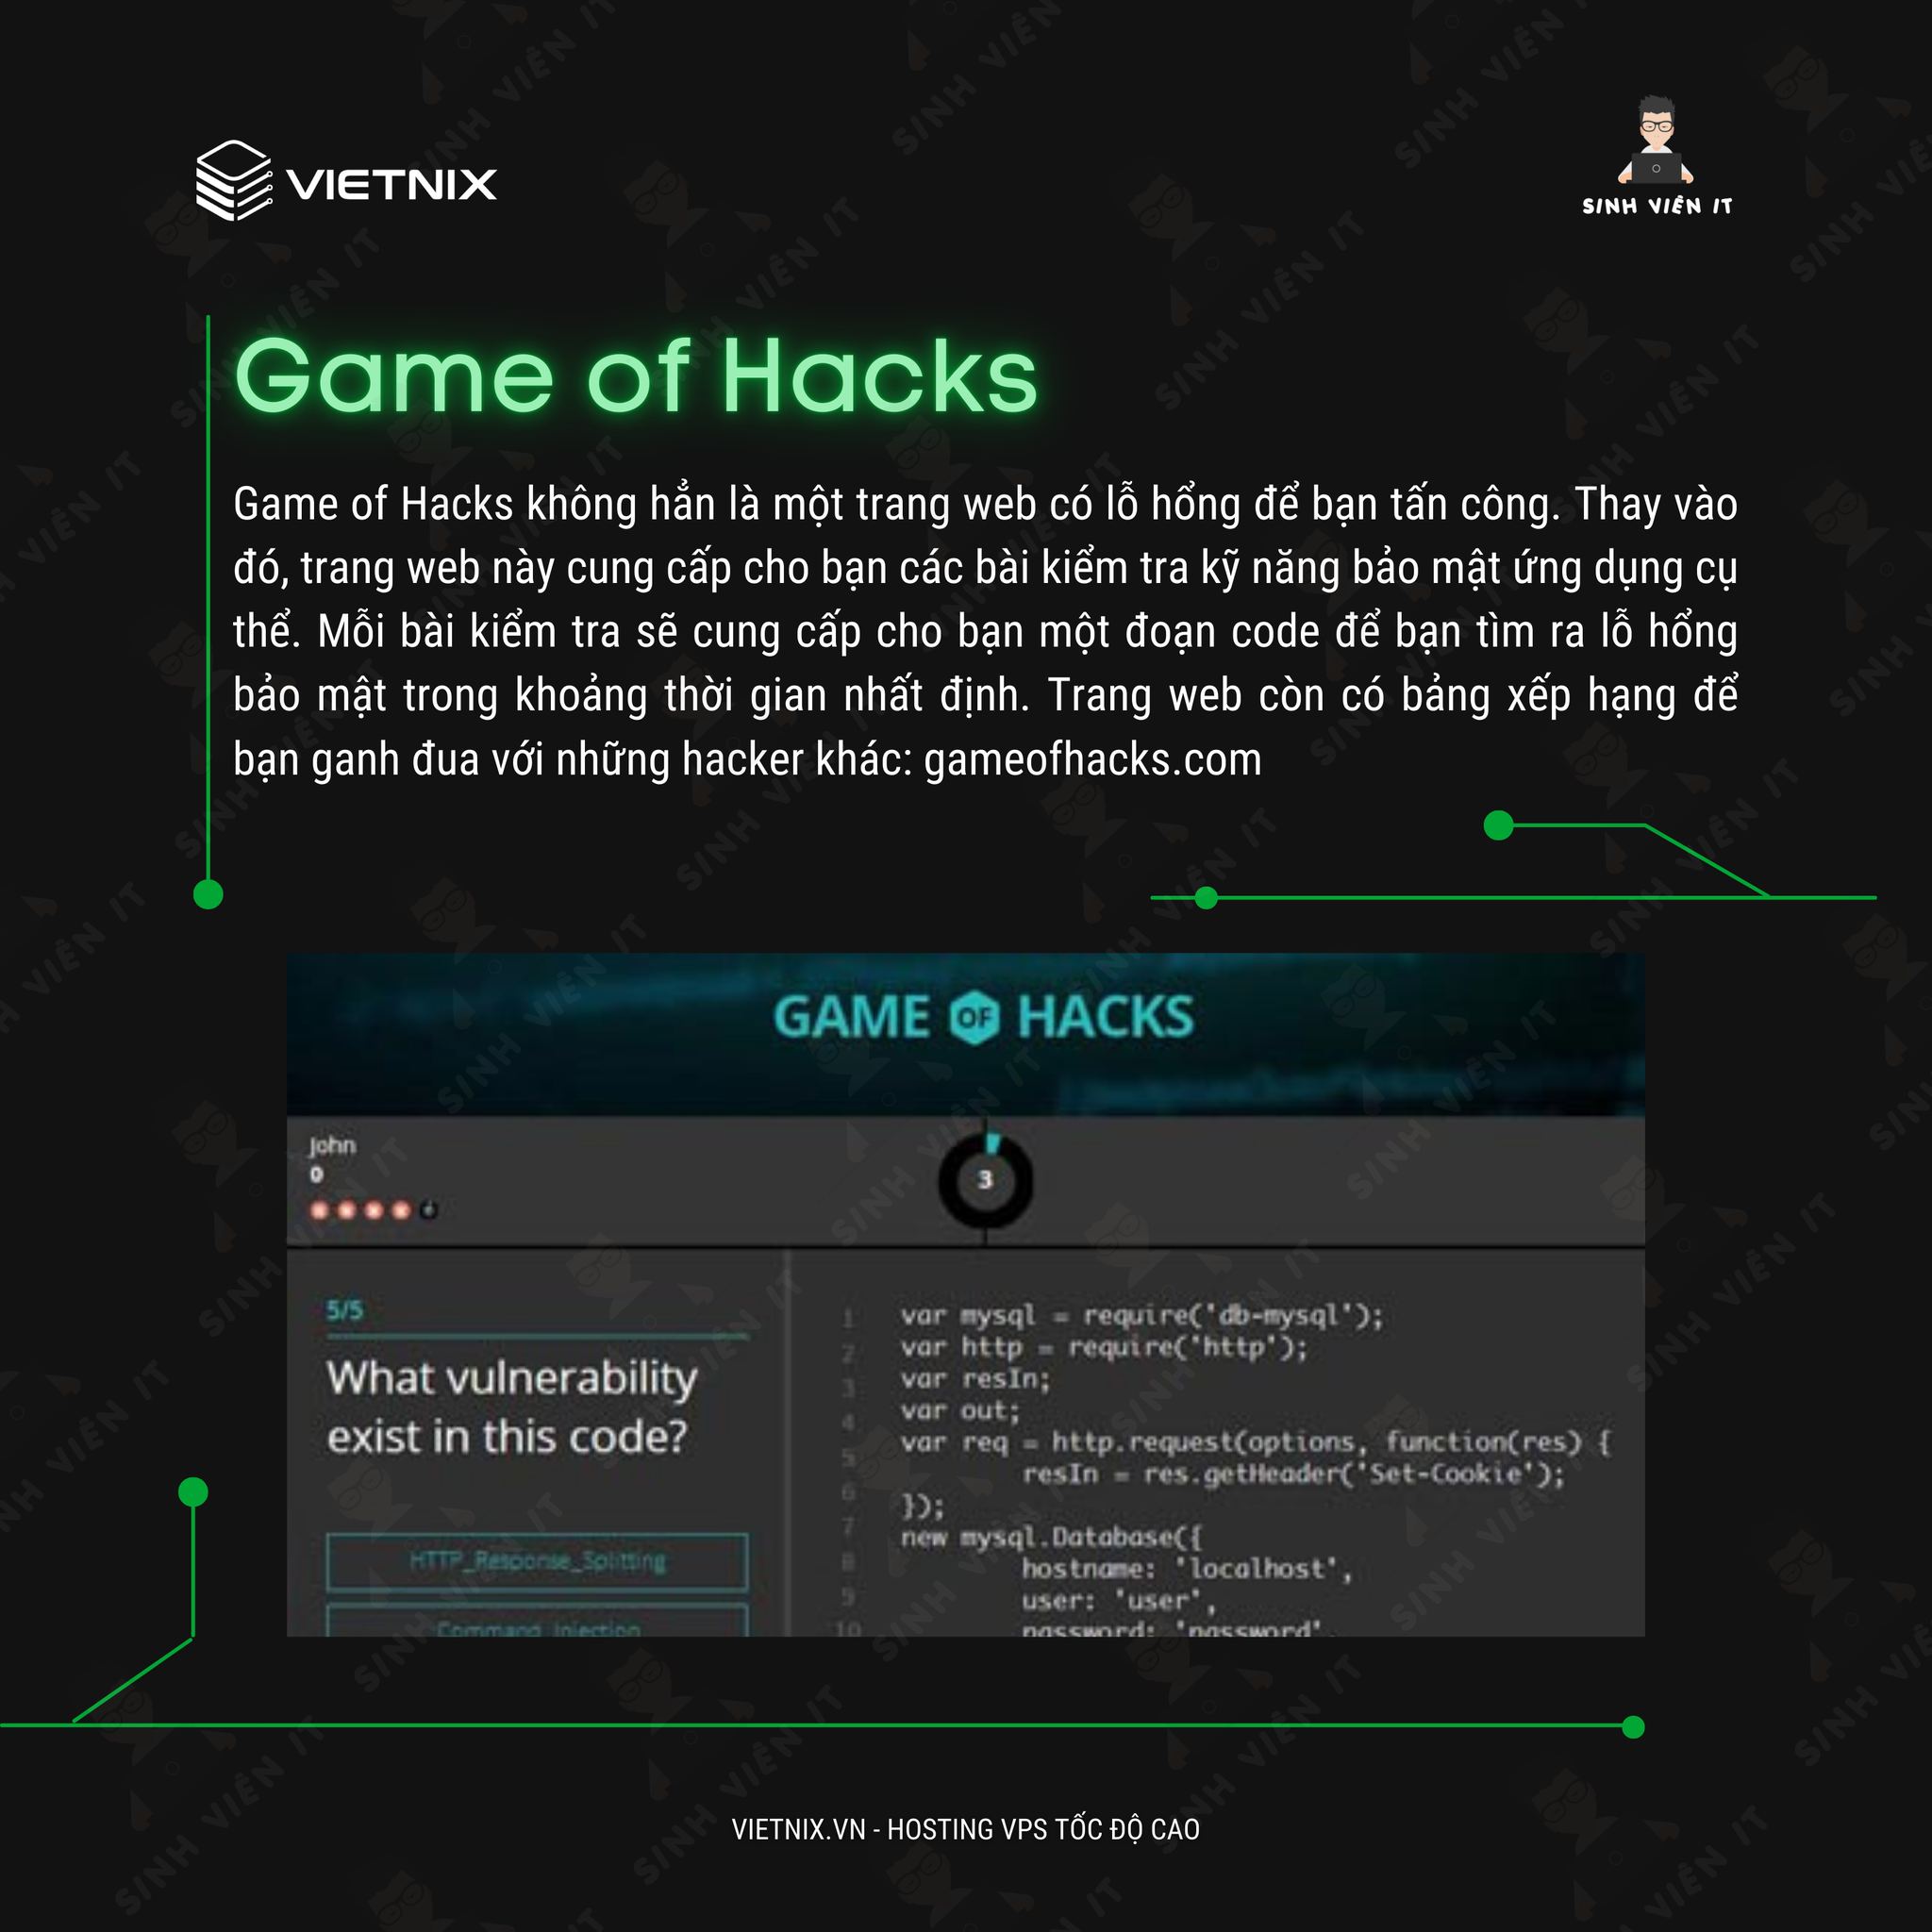 VIETNIX
SINH VIÊN IT
Game of Hacks
Game of Hacks không hẳn là một trang web có lỗ hổng để bạn tấn công. Thay vào
đó, trang web này cung cấp cho bạn các bài kiểm tra kỹ năng bảo mật ứng dụng cụ
thể. Mỗi bài kiểm tra sẽ cung cấp cho bạn một đoạn code để bạn tìm ra lỗ hổng
bảo mật trong khoảng thời gian nhất định. Trang web còn có bảng xếp hạng để
bạn ganh đua với những hacker khác: gameofhacks.com
GAME OF HACKS
John
0
3
5/5
What vulnerability
exist in this code?
HTTP_Response_Splitting
Command_Injection
1 var mysql = require('db-mysql');
2 var http = require('http');
3 var resIn;
4 var out;
5 var req = http.request(options, function(res) {
6 resIn = res.getHeader('Set-Cookie');
7 });
8 new mysql.Database({
9 hostname: 'localhost',
10 user: 'user',
password: 'password',
VIETNIX.VN - HOSTING VPS TỐC ĐỘ CAO